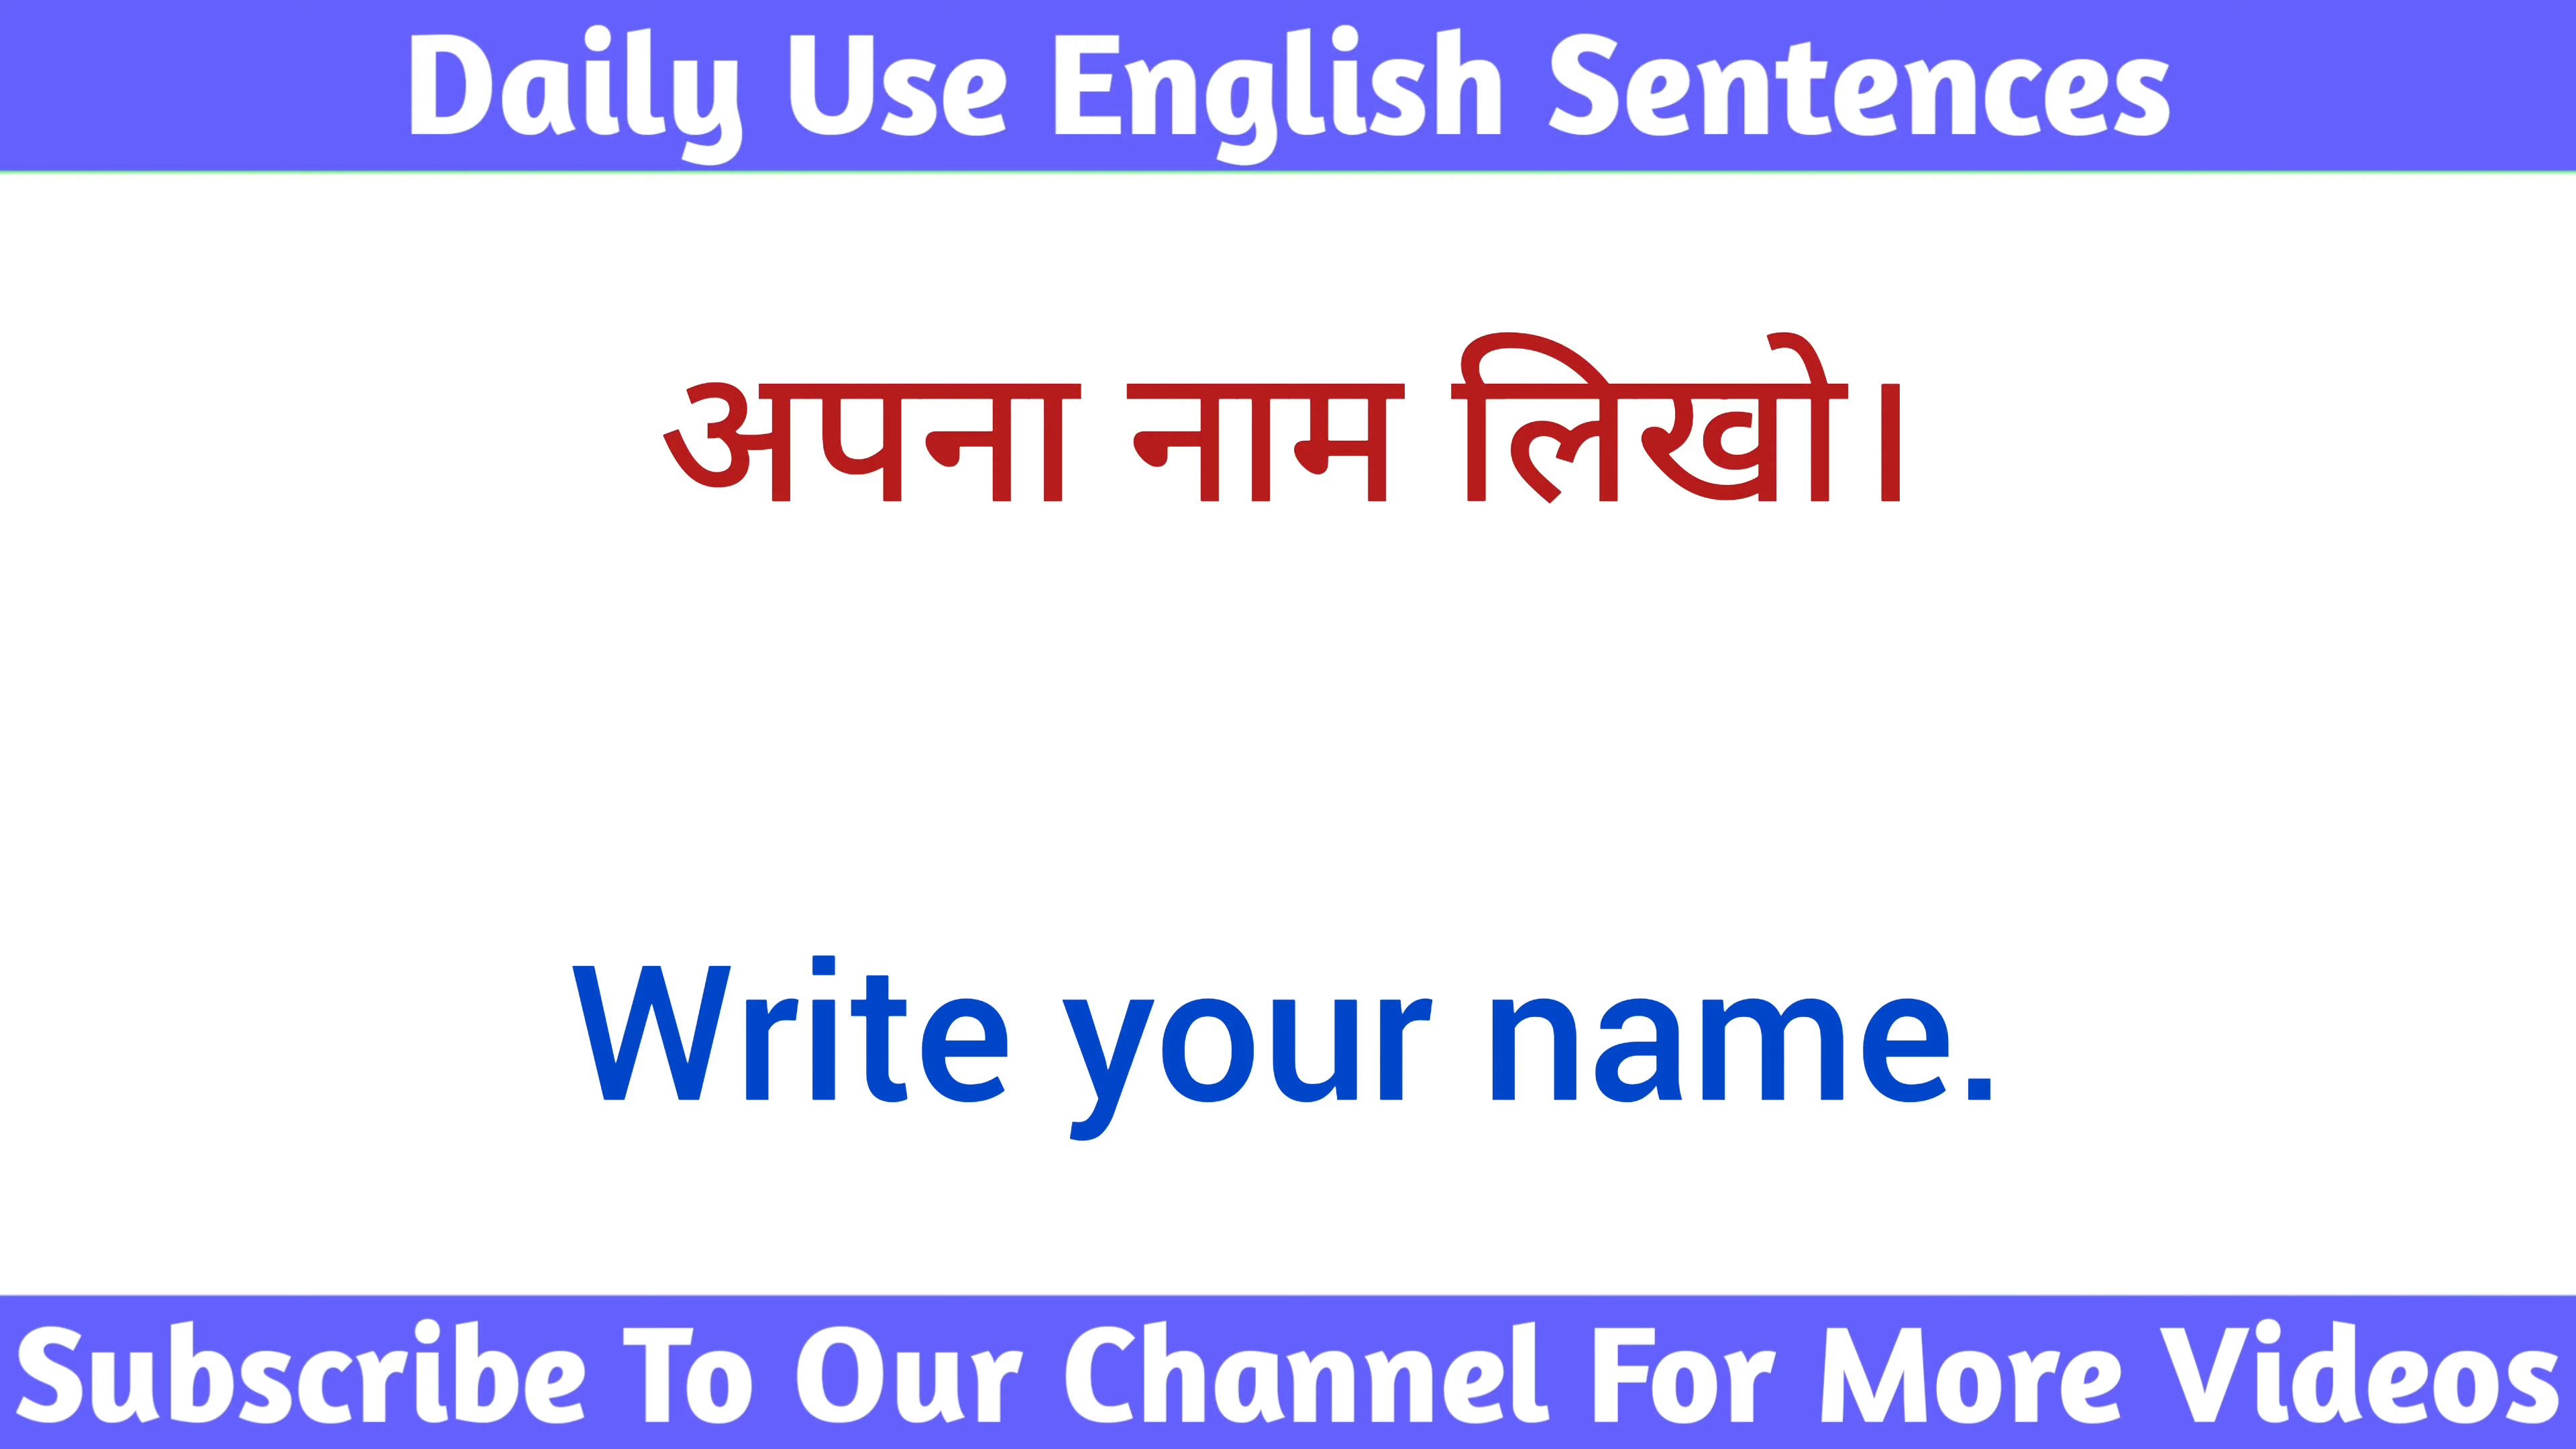 Daily Use English Sentences
अपना नाम लिखो।
Write your name.
Subscribe To Our Channel For More Videos